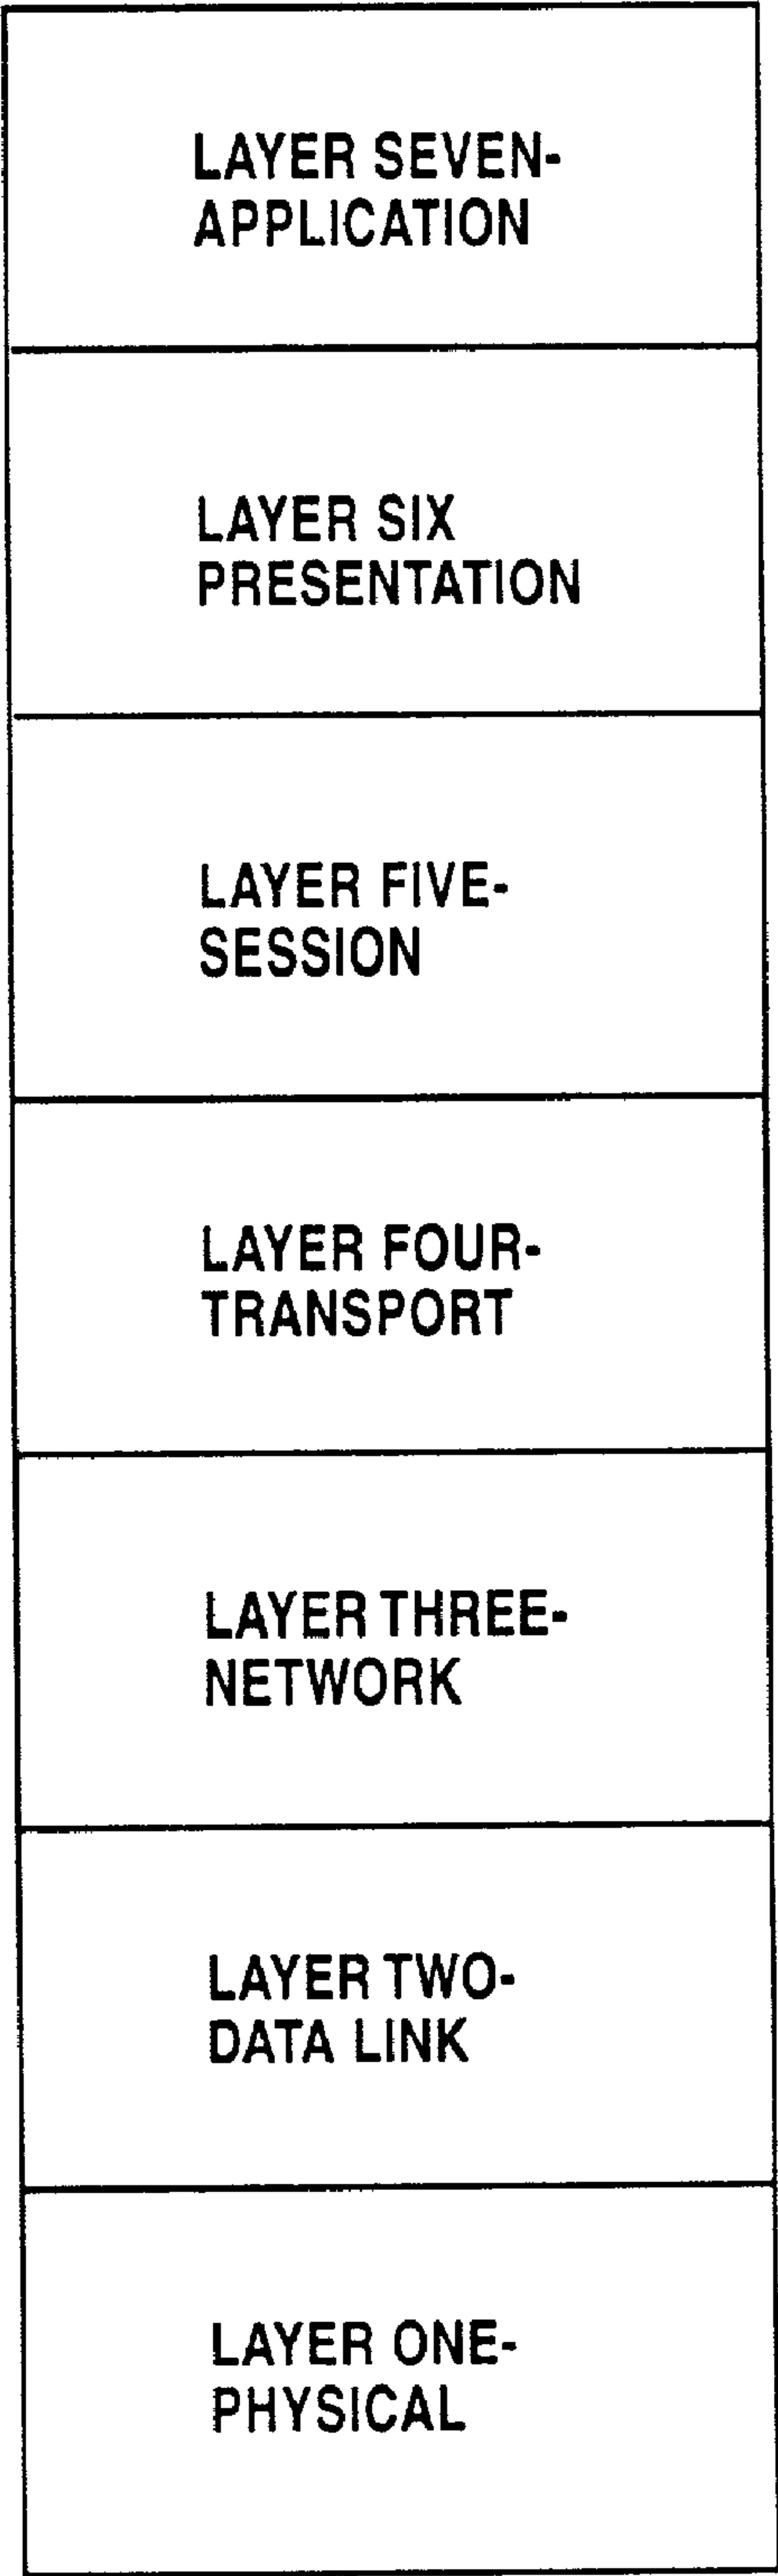 LAYER SEVEN-
APPLICATION
LAYER SIX
PRESENTATION
LAYER FIVE-
SESSION
LAYER FOUR-
TRANSPORT
LAYER THREE-
NETWORK
LAYER TWO-
DATA LINK
LAYER ONE-
PHYSICAL